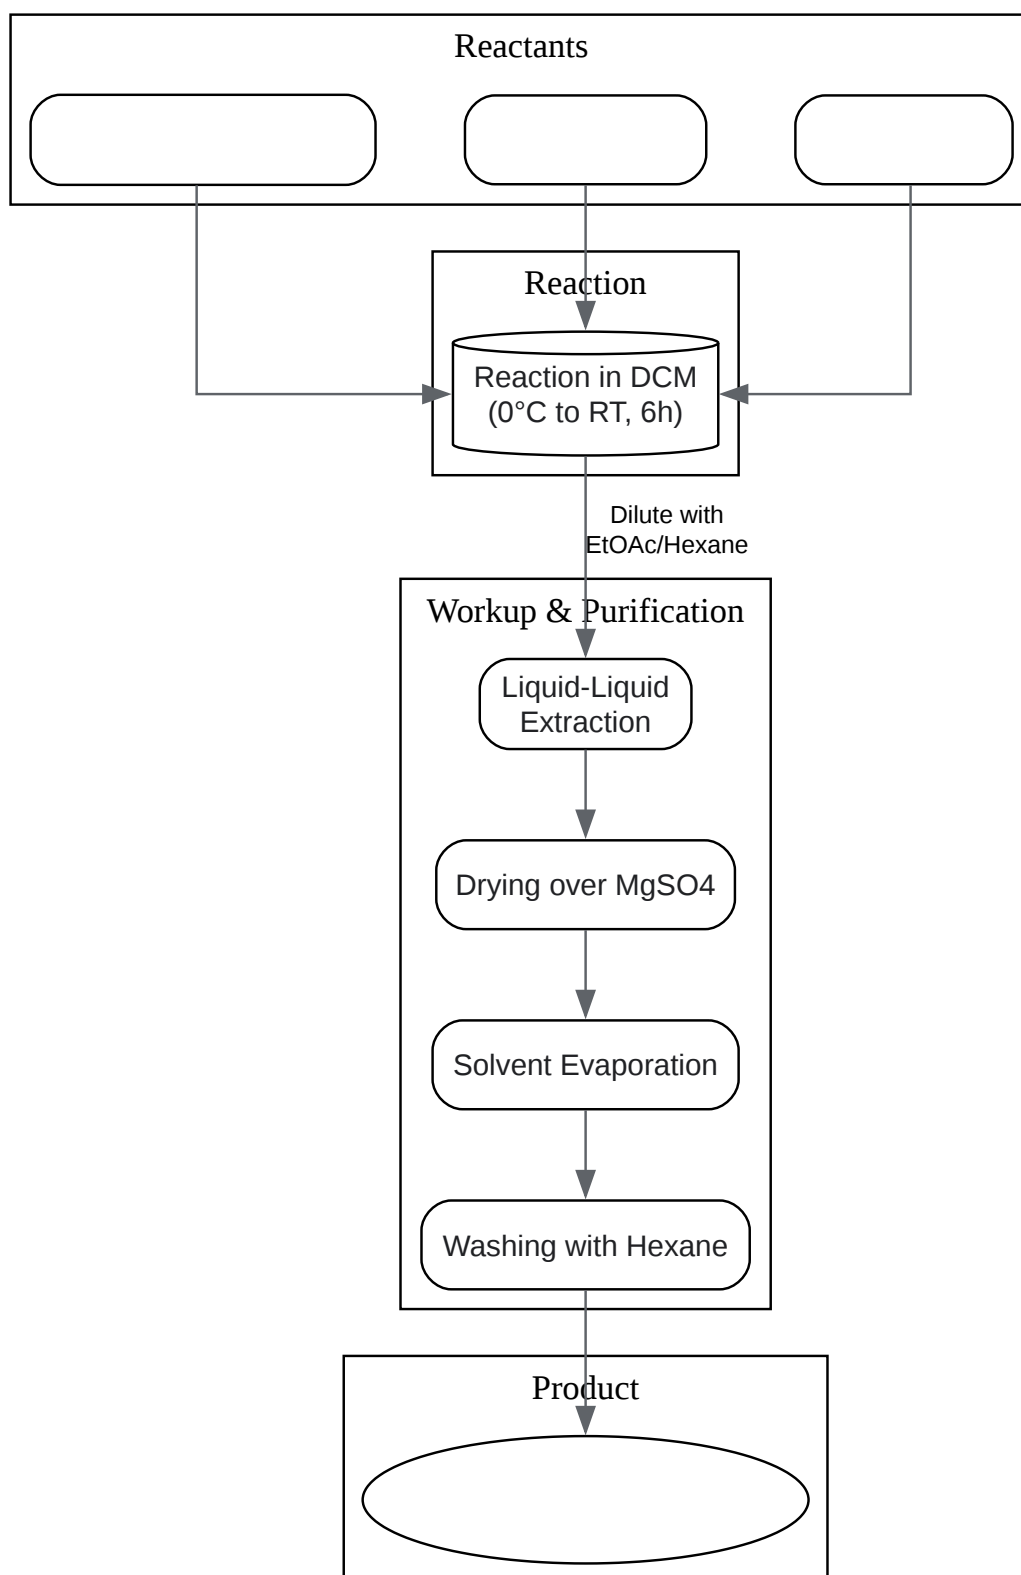 Reactants
Reaction
Reaction in DCM
(0°C to RT, 6h)
Dilute with
EtOAc/Hexane
Workup & Purification
Liquid-Liquid
Extraction
Drying over MgSO4
Solvent Evaporation
Washing with Hexane
Product